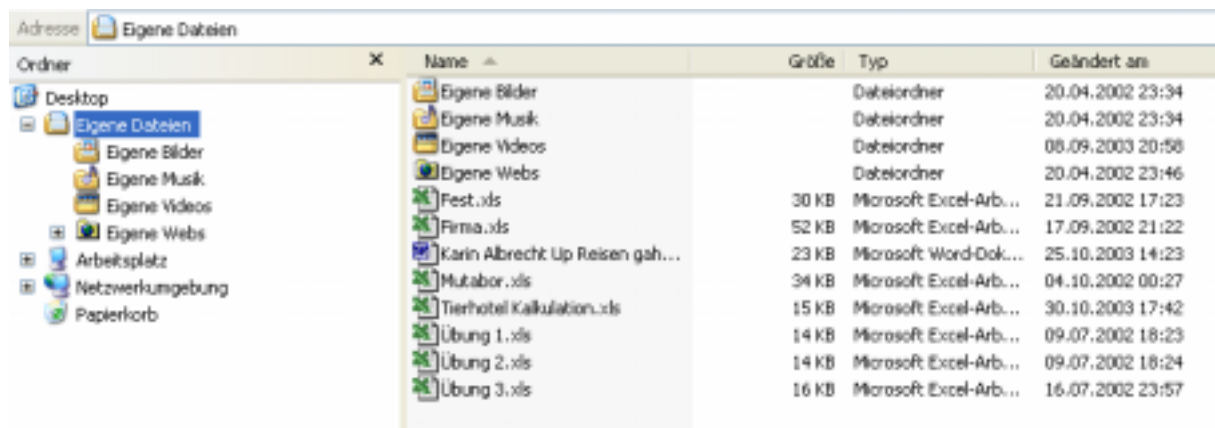 Adresse Eigene Dateien
Ordner
Desktop
Eigene Dateien
Eigene Bilder
Eigene Musik
Eigene Videos
Eigene Webs
Arbeitsplatz
Netzwerkumgebung
Papierkorb
Name Größe Typ Geändert am
Eigene Bilder Dateiordner 20.04.2002 23:34
Eigene Musik Dateiordner 20.04.2002 23:34
Eigene Videos Dateiordner 08.09.2003 20:58
Eigene Webs Dateiordner 20.04.2002 23:46
Fest.xls 30 KB Microsoft Excel-Arb... 21.09.2002 17:23
Firma.xls 52 KB Microsoft Excel-Arb... 17.09.2002 21:22
Karin Albrecht Up Reisen gah... 23 KB Microsoft Word-Dok... 25.10.2003 14:23
Mutabor.xls 34 KB Microsoft Excel-Arb... 04.10.2002 00:27
Tierhotel Kalkulation.xls 15 KB Microsoft Excel-Arb... 30.10.2003 17:42
Übung 1.xls 14 KB Microsoft Excel-Arb... 09.07.2002 18:23
Übung 2.xls 14 KB Microsoft Excel-Arb... 09.07.2002 18:24
Übung 3.xls 16 KB Microsoft Excel-Arb... 16.07.2002 23:57